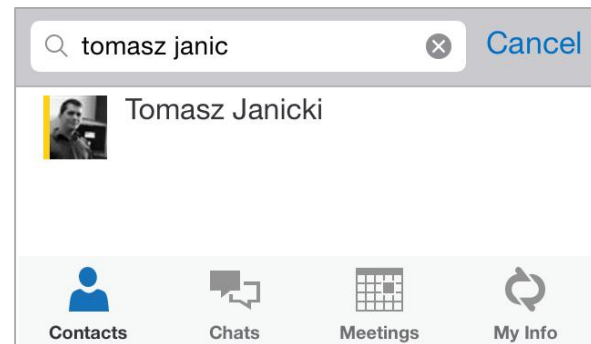 tomasz janic Cancel
Tomasz Janicki
Contacts Chats Meetings My Info